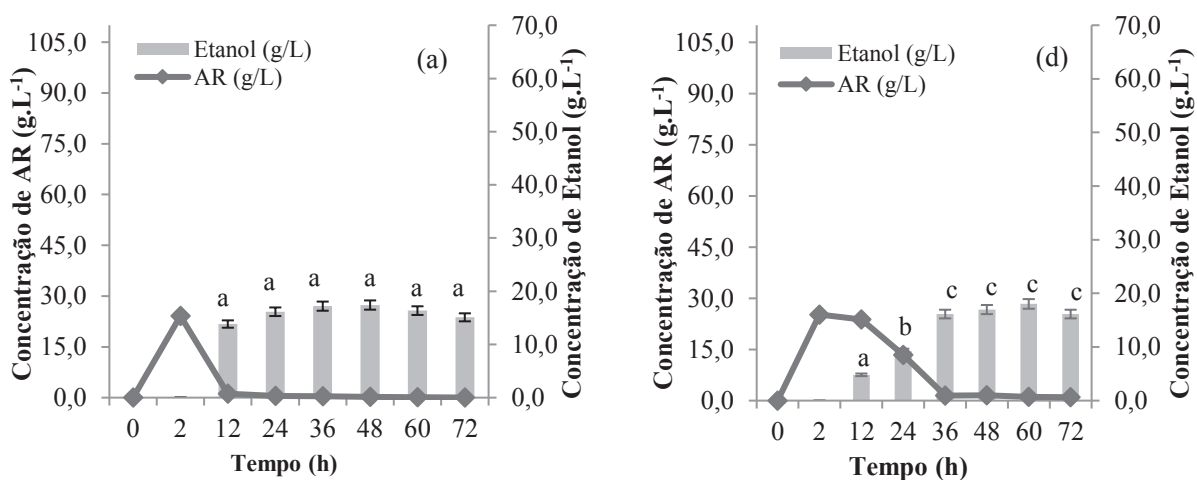 Concentração de AR (g.L-1)
105,0
90,0
75,0
60,0
45,0
30,0
15,0
0,0
Etanol (g/L)
AR (g/L)
(a)
a a a a a a
0 2 12 24 36 48 60 72
Tempo (h)
70,0
60,0
50,0
40,0
30,0
20,0
10,0
0,0
Concentração de Etanol (g.L-1)
Concentração de AR (g.L-1)
105,0
90,0
75,0
60,0
45,0
30,0
15,0
0,0
Etanol (g/L)
AR (g/L)
(d)
a b c c c c
0 2 12 24 36 48 60 72
Tempo (h)
70,0
60,0
50,0
40,0
30,0
20,0
10,0
0,0
Concentração de Etanol (g.L-1)